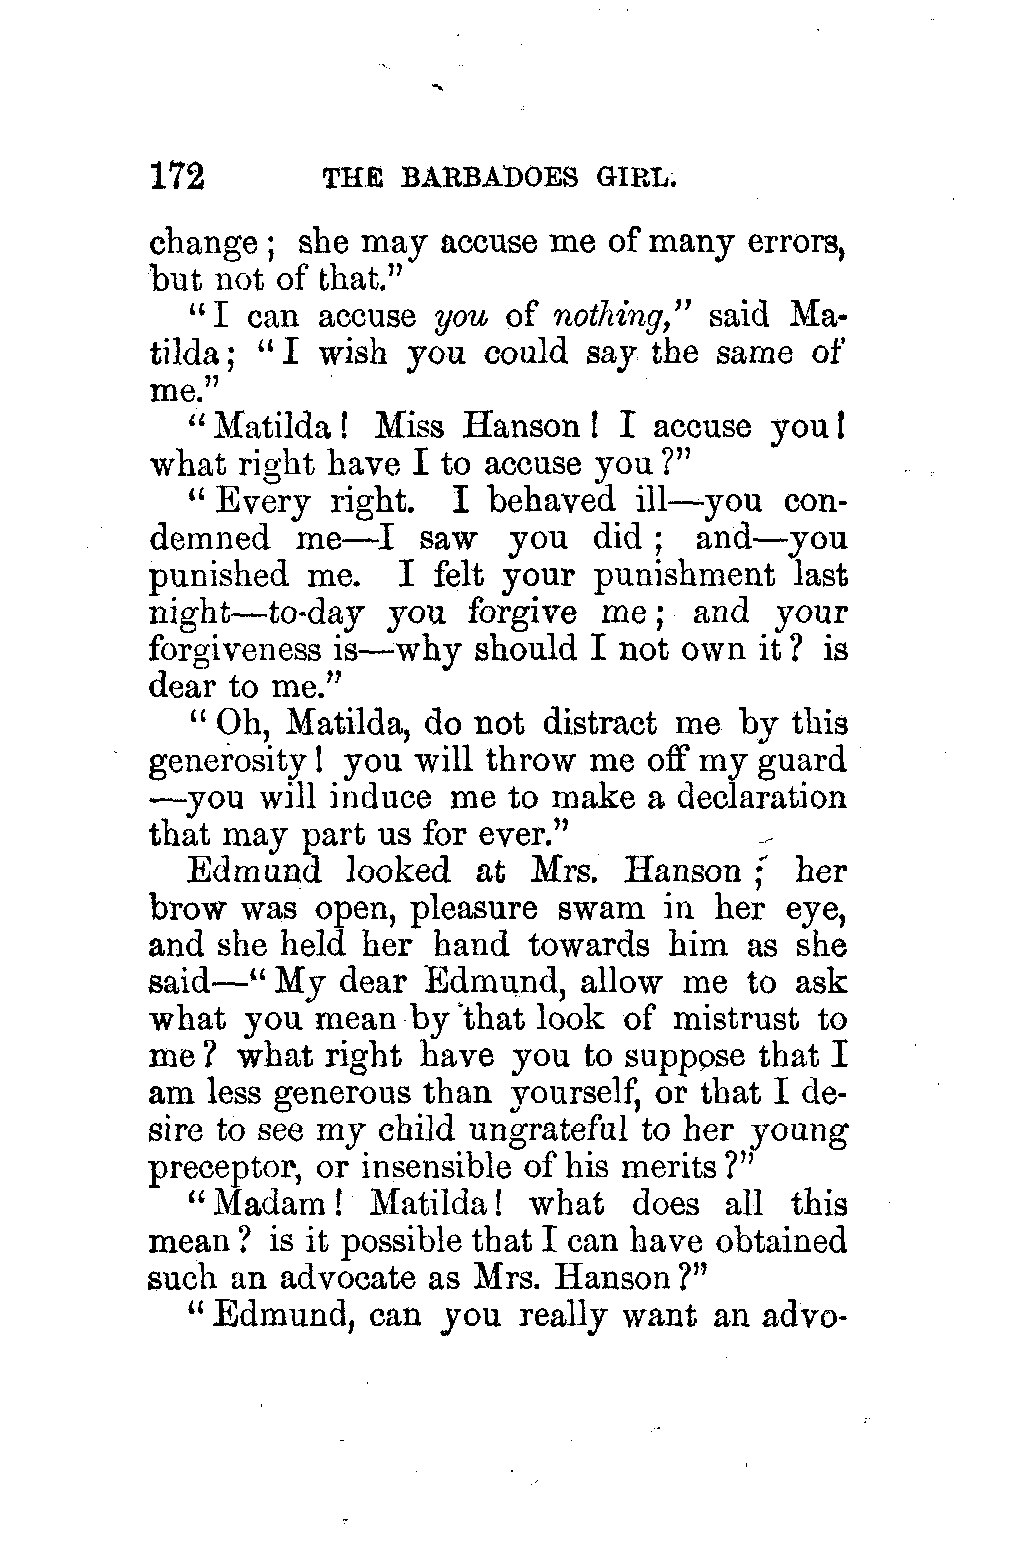 172 THE BARBADOES GIRL.
change; she may accuse me of many errors,
but not of that."
"I can accuse you of nothing," said Ma-
tilda; "I wish you could say the same of
me."
"Matilda! Miss Hanson! I accuse you!
what right have I to accuse you?"
"Every right. I behaved ill—you con-
demned me—I saw you did; and—you
punished me. I felt your punishment last
night—to-day you forgive me; and your
forgiveness is—why should I not own it? is
dear to me."
"Oh, Matilda, do not distract me by this
generosity! you will throw me off my guard
—you will induce me to make a declaration
that may part us for ever."
Edmund looked at Mrs. Hanson; her
brow was open, pleasure swam in her eye,
and she held her hand towards him as she
said—"My dear Edmund, allow me to ask
what you mean by that look of mistrust to
me? what right have you to suppose that I
am less generous than yourself, or that I de-
sire to see my child ungrateful to her young
preceptor, or insensible of his merits?"
"Madam! Matilda! what does all this
mean? is it possible that I can have obtained
such an advocate as Mrs. Hanson?"
"Edmund, can you really want an advo-